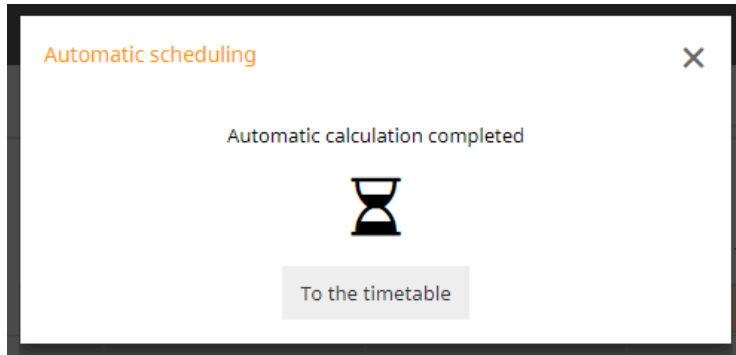 Automatic scheduling
Automatic calculation completed
To the timetable